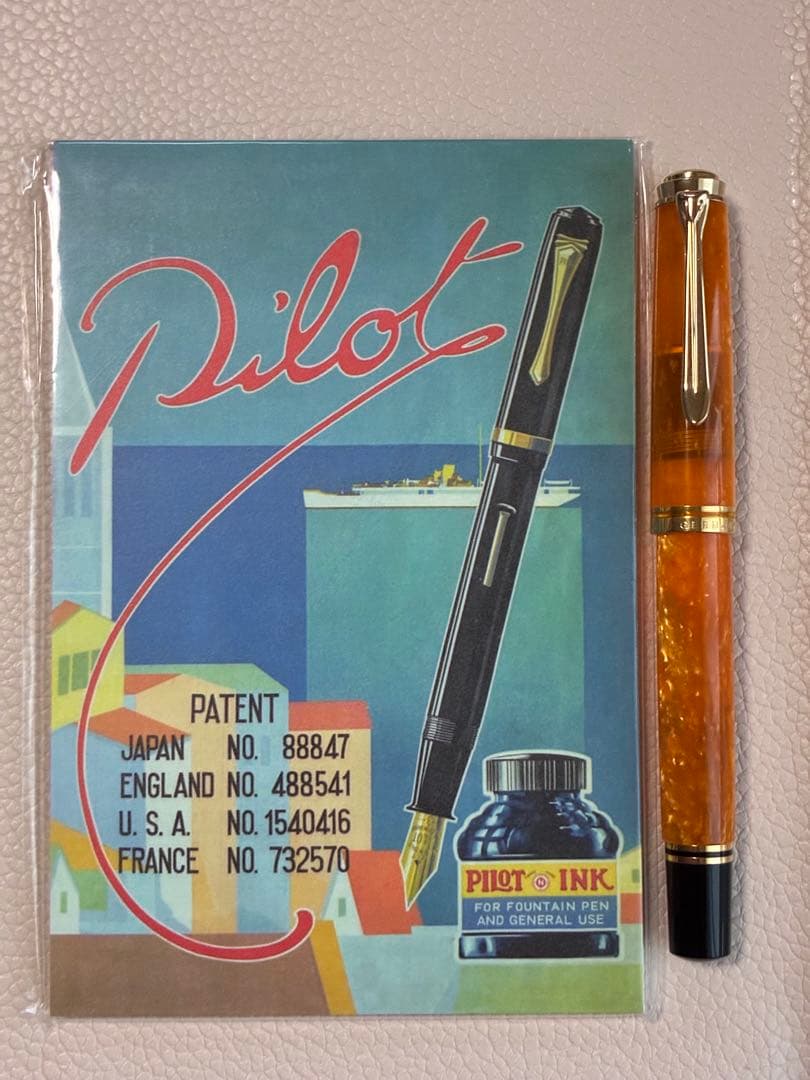 Pilot
PATENT
JAPAN NO. 88847
ENGLAND NO. 488541
U. S. A. NO. 1540416
FRANCE NO. 732570
PILOT N INK
FOR FOUNTAIN PEN
AND GENERAL USE